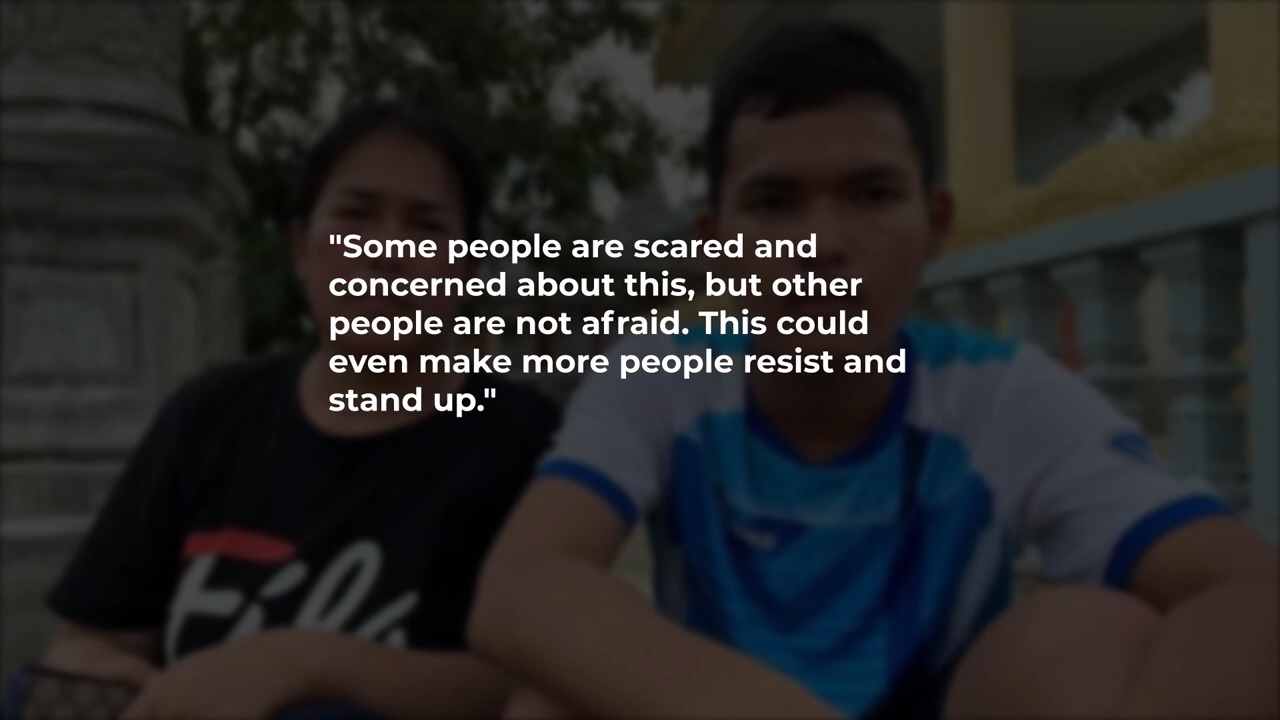 "Some people are scared and
concerned about this, but other
people are not afraid. This could
even make more people resist and
stand up."
Fila